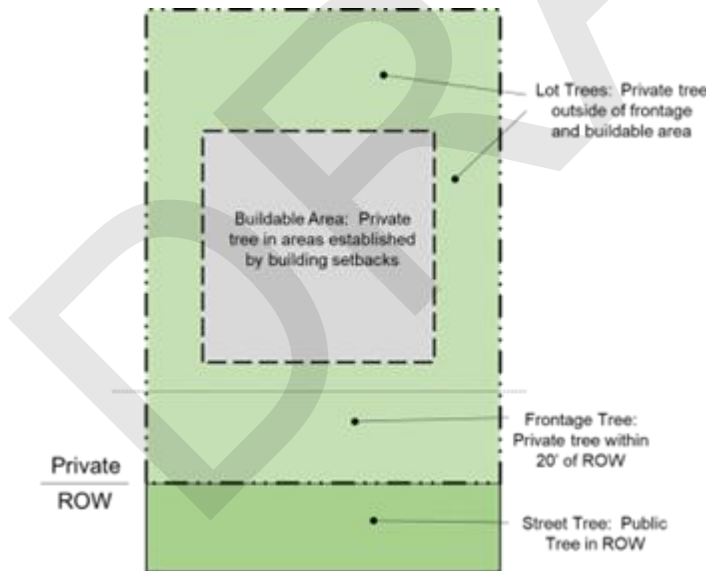 Lot Trees: Private tree
outside of frontage
and buildable area
Buildable Area: Private
tree in areas established
by building setbacks
Frontage Tree:
Private tree within
20' of ROW
Private
ROW
Street Tree: Public
Tree in ROW